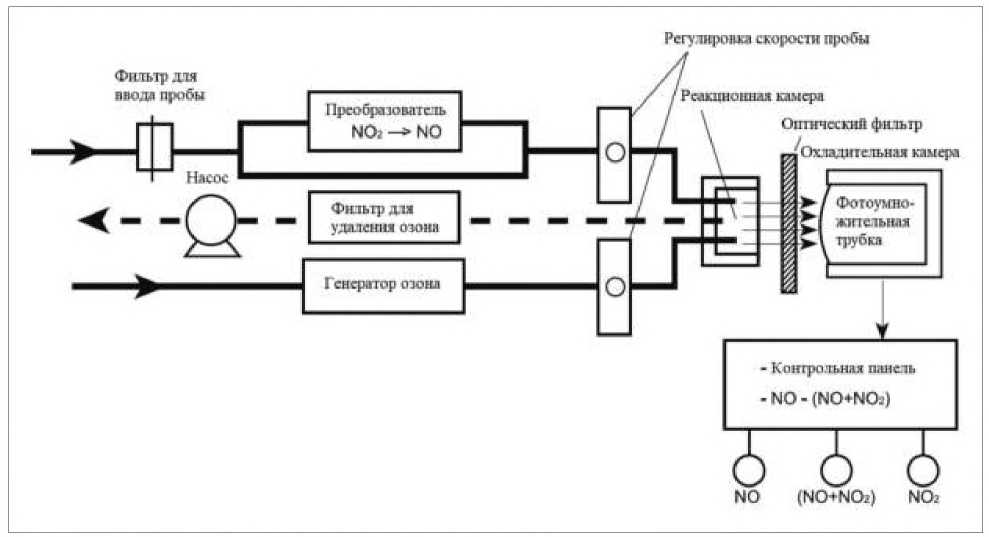 Регулировка скорости пробы
Фильтр для
ввода пробы
Преобразователь
NO₂ —> NO
Реакционная камера
Оптический фильтр
Охладительная камера
Насос
Фильтр для
удаления озона
Фотоумно-
жительная
трубка
Генератор озона
- Контрольная панель
- NO - (NO+NO₂)
NO
(NO+NO₂)
NO₂